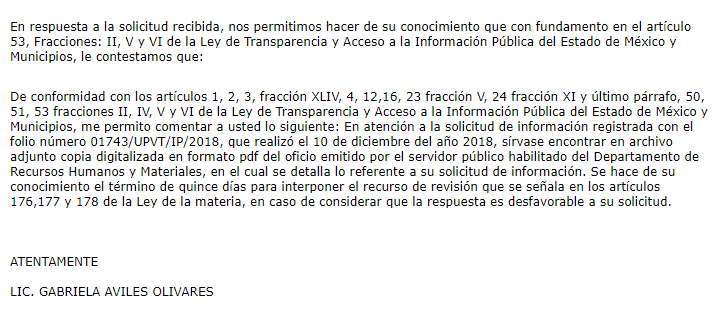 En respuesta a la solicitud recibida, nos permitimos hacer de su conocimiento que con fundamento en el artículo
53, Fracciones: II, V y VI de la Ley de Transparencia y Acceso a la Información Pública del Estado de México y
Municipios, le contestamos que:
De conformidad con los artículos 1, 2, 3, fracción XLIV, 4, 12,16, 23 fracción V, 24 fracción XI y último párrafo, 50,
51, 53 fracciones II, IV, V y VI de la Ley de Transparencia y Acceso a la Información Pública del Estado de México y
Municipios, me permito comentar a usted lo siguiente: En atención a la solicitud de información registrada con el
folio número 01743/UPVT/IP/2018, que realizó el 10 de diciembre del año 2018, sírvase encontrar en archivo
adjunto copia digitalizada en formato pdf del oficio emitido por el servidor público habilitado del Departamento de
Recursos Humanos y Materiales, en el cual se detalla lo referente a su solicitud de información. Se hace de su
conocimiento el término de quince días para interponer el recurso de revisión que se señala en los artículos
176,177 y 178 de la Ley de la materia, en caso de considerar que la respuesta es desfavorable a su solicitud.
ATENTAMENTE
LIC. GABRIELA AVILES OLIVARES